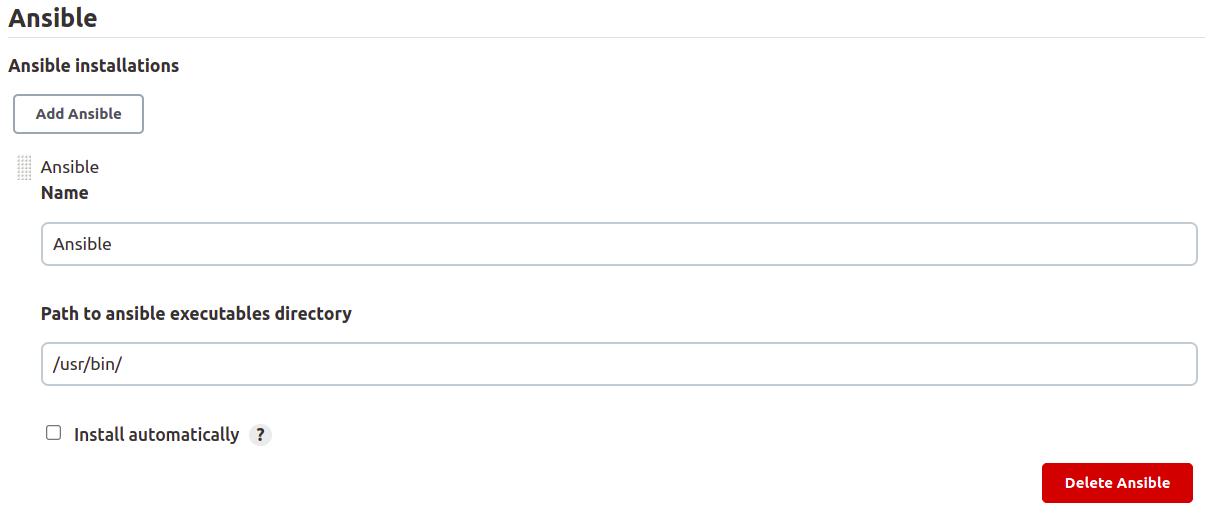 Ansible
Ansible installations
Add Ansible
Ansible
Name
Ansible
Path to ansible executables directory
/usr/bin/
Install automatically ?
Delete Ansible